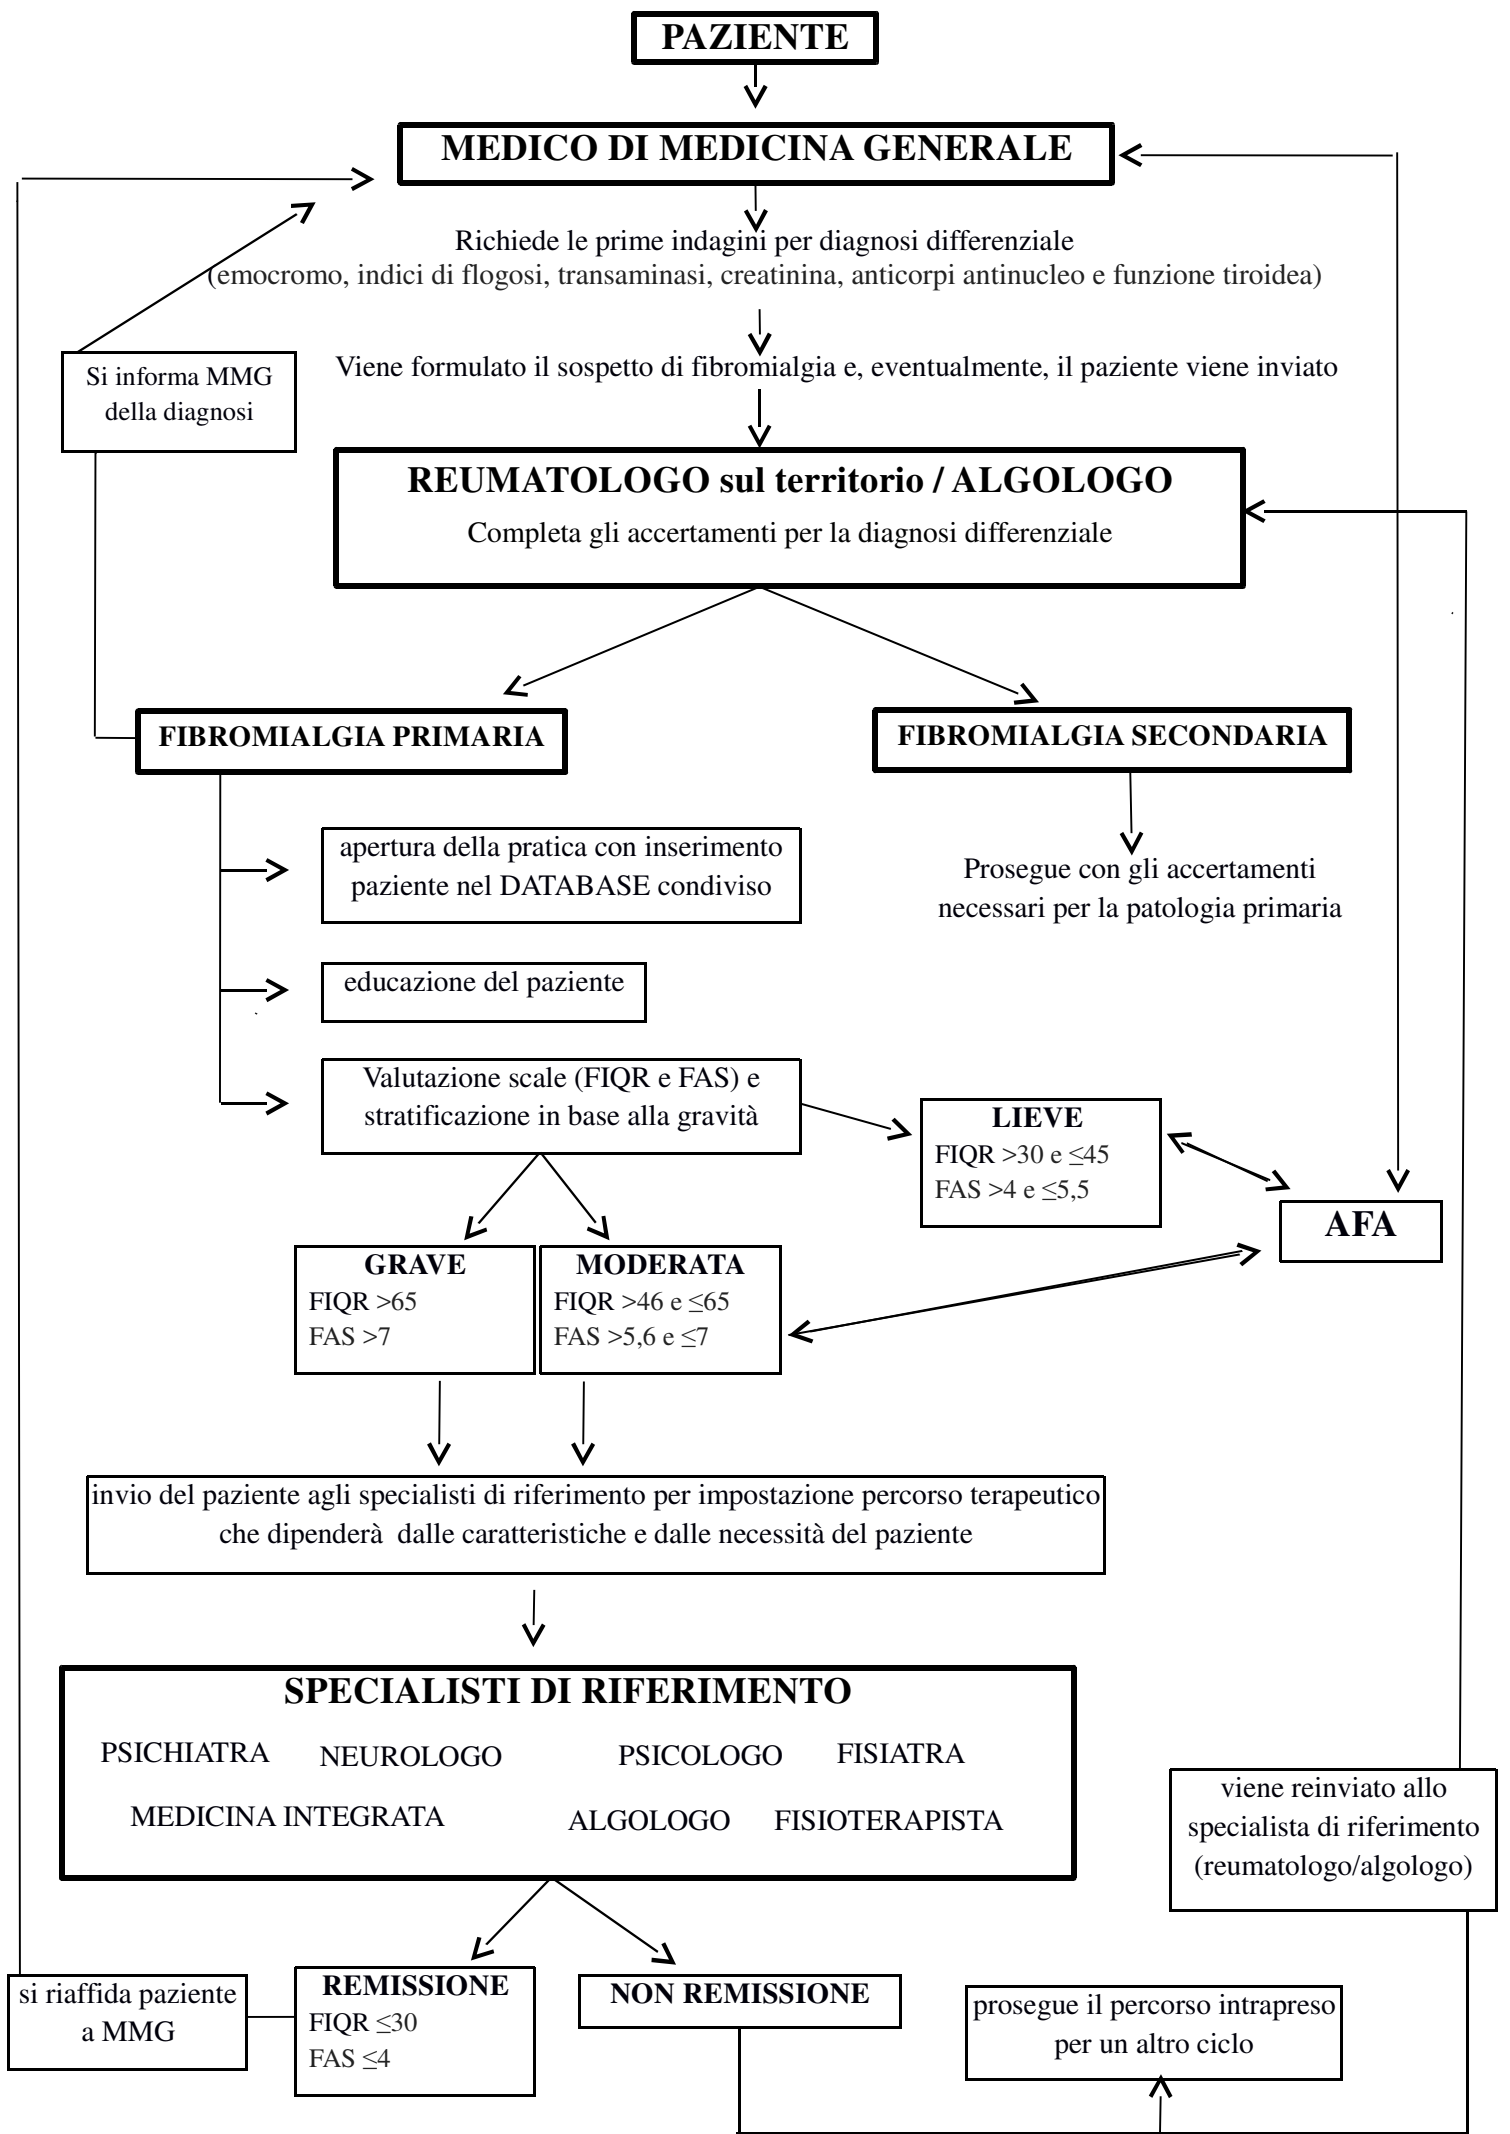 PAZIENTE
MEDICO DI MEDICINA GENERALE
Richiede le prime indagini per diagnosi differenziale
(emocromo, indici di flogosi, transaminasi, creatinina, anticorpi antinucleo e funzione tiroidea)
Si informa MMG
della diagnosi
Viene formulato il sospetto di fibromialgia e, eventualmente, il paziente viene inviato
REUMATOLOGO sul territorio / ALGOLOGO
Completa gli accertamenti per la diagnosi differenziale
FIBROMIALGIA PRIMARIA
FIBROMIALGIA SECONDARIA
apertura della pratica con inserimento
paziente nel DATABASE condiviso
Prosegue con gli accertamenti
necessari per la patologia primaria
educazione del paziente
Valutazione scale (FIQR e FAS) e
stratificazione in base alla gravità
LIEVE
FIQR >30 e ≤45
FAS >4 e ≤5,5
AFA
GRAVE
FIQR >65
FAS >7
MODERATA
FIQR >46 e ≤65
FAS >5,6 e ≤7
invio del paziente agli specialisti di riferimento per impostazione percorso terapeutico
che dipenderà dalle caratteristiche e dalle necessità del paziente
SPECIALISTI DI RIFERIMENTO
PSICHIATRA NEUROLOGO PSICOLOGO FISIATRA
MEDICINA INTEGRATA ALGOLOGO FISIOTERAPISTA
viene reinviato allo
specialista di riferimento
(reumatologo/algologo)
si riaffida paziente
a MMG
REMISSIONE
FIQR ≤30
FAS ≤4
NON REMISSIONE
prosegue il percorso intrapreso
per un altro ciclo